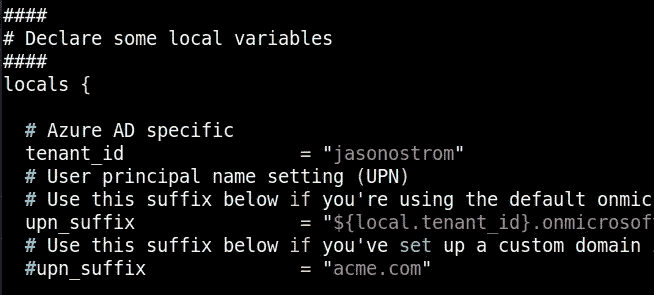 ####
# Declare some local variables
####
locals {
# Azure AD specific
tenant_id = "jasonostrom"
# User principal name setting (UPN)
# Use this suffix below if you're using the default onmic
upn_suffix = "${local.tenant_id}.onmicrosoft
# Use this suffix below if you've set up a custom domain
#upn_suffix = "acme.com"